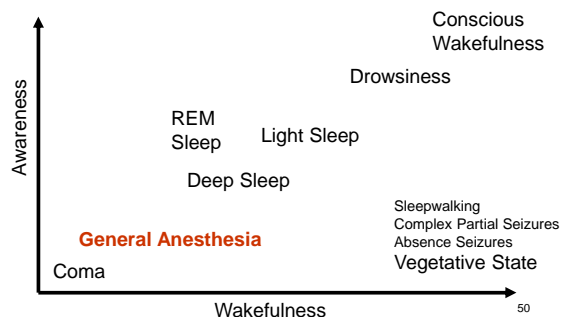 Conscious
Wakefulness
Drowsiness
REM
Sleep
Light Sleep
Deep Sleep
Awareness
Sleepwalking
Complex Partial Seizures
Absence Seizures
Vegetative State
General Anesthesia
Coma
Wakefulness
50